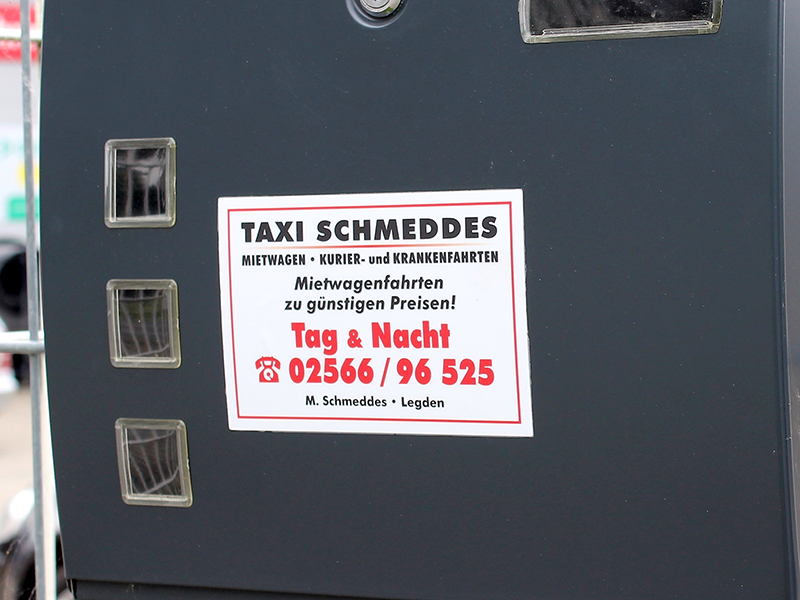 TAXI SCHMEDDES
MIETWAGEN • KURIER- und KRANKENFAHRTEN
Mietwagenfahrten
zu günstigen Preisen!
Tag & Nacht
☎ 02566 / 96 525
M. Schmeddes • Legden